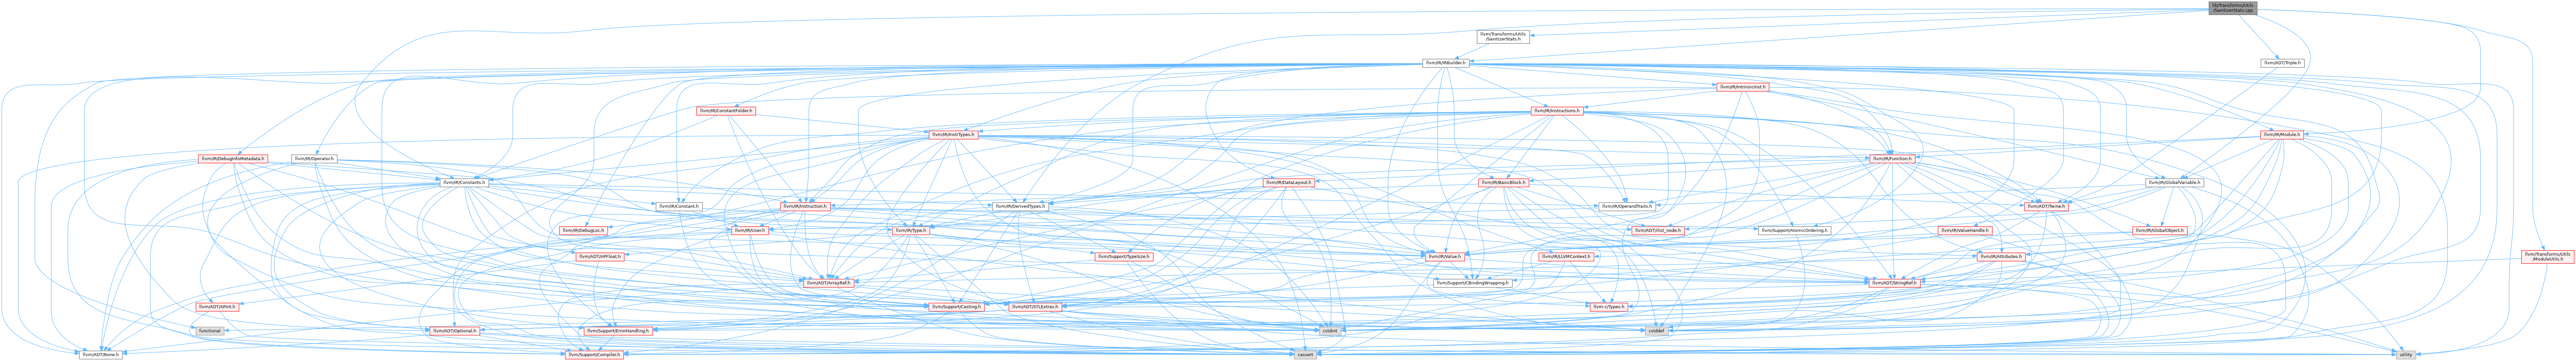 lib/Transforms/Utils
/SanitizerStats.cpp
llvm/Transforms/Utils
/SanitizerStats.h
llvm/IR/IRBuilder.h
llvm/ADT/Triple.h
llvm/IR/IntrinsicInst.h
llvm/IR/ConstantFolder.h
llvm/IR/Instructions.h
llvm/IR/InstrTypes.h
llvm/IR/Module.h
llvm/IR/DebugInfoMetadata.h
llvm/IR/Operator.h
llvm/IR/Function.h
llvm/IR/Constants.h
llvm/IR/DataLayout.h
llvm/IR/BasicBlock.h
llvm/IR/GlobalVariable.h
llvm/IR/Constant.h
llvm/IR/Instruction.h
llvm/IR/DerivedTypes.h
llvm/IR/OperandTraits.h
llvm/ADT/Twine.h
llvm/IR/DebugLoc.h
llvm/IR/User.h
llvm/IR/Type.h
llvm/ADT/ilist_node.h
llvm/Support/AtomicOrdering.h
llvm/IR/ValueHandle.h
llvm/IR/GlobalObject.h
llvm/ADT/APFloat.h
llvm/Support/TypeSize.h
llvm/IR/Value.h
llvm/IR/LLVMContext.h
llvm/IR/Attributes.h
llvm/Transforms/Utils
/ModuleUtils.h
llvm/ADT/ArrayRef.h
llvm/Support/CBindingWrapping.h
llvm/ADT/StringRef.h
llvm/ADT/APInt.h
llvm/Support/Casting.h
llvm/ADT/STLExtras.h
llvm-c/Types.h
functional
llvm/ADT/Optional.h
llvm/Support/ErrorHandling.h
cstdint
cstddef
llvm/ADT/None.h
llvm/Support/Compiler.h
cassert
utility